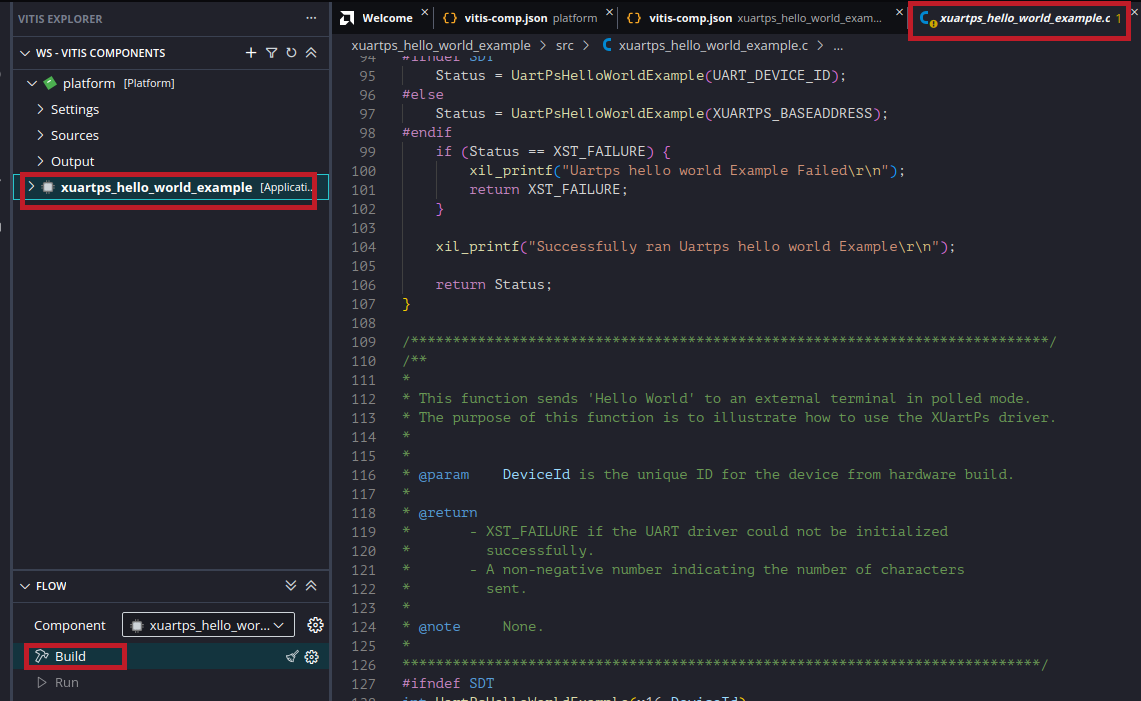 VITIS EXPLORER
WS - VITIS COMPONENTS
platform [Platform]
Settings
Sources
Output
xuartps_hello_world_example [Applicati...
FLOW
Component xuartps_hello_wor...
Build
Run
Welcome
{} vitis-comp.json platform
{} vitis-comp.json xuartps_hello_world_exam...
C xuartps_hello_world_example.c 1
xuartps_hello_world_example > src > C xuartps_hello_world_example.c > ...
94 #ifndef SDT
95 Status = UartPsHelloWorldExample(UART_DEVICE_ID);
96 #else
97 Status = UartPsHelloWorldExample(XUARTPS_BASEADDRESS);
98 #endif
99 if (Status == XST_FAILURE) {
100 xil_printf("Uartps hello world Example Failed\r\n");
101 return XST_FAILURE;
102 }
103
104 xil_printf("Successfully ran Uartps hello world Example\r\n");
105
106 return Status;
107 }
108
109 /****************************************************************************/
110 /**
111 *
112 * This function sends 'Hello World' to an external terminal in polled mode.
113 * The purpose of this function is to illustrate how to use the XUartPs driver.
114 *
115 *
116 * @param DeviceId is the unique ID for the device from hardware build.
117 *
118 * @return
119 * - XST_FAILURE if the UART driver could not be initialized
120 * successfully.
121 * - A non-negative number indicating the number of characters
122 * sent.
123 *
124 * @note None.
125 *
126 ****************************************************************************/
127 #ifndef SDT
128 int UartPsHelloWorldExample(u16 DeviceId)